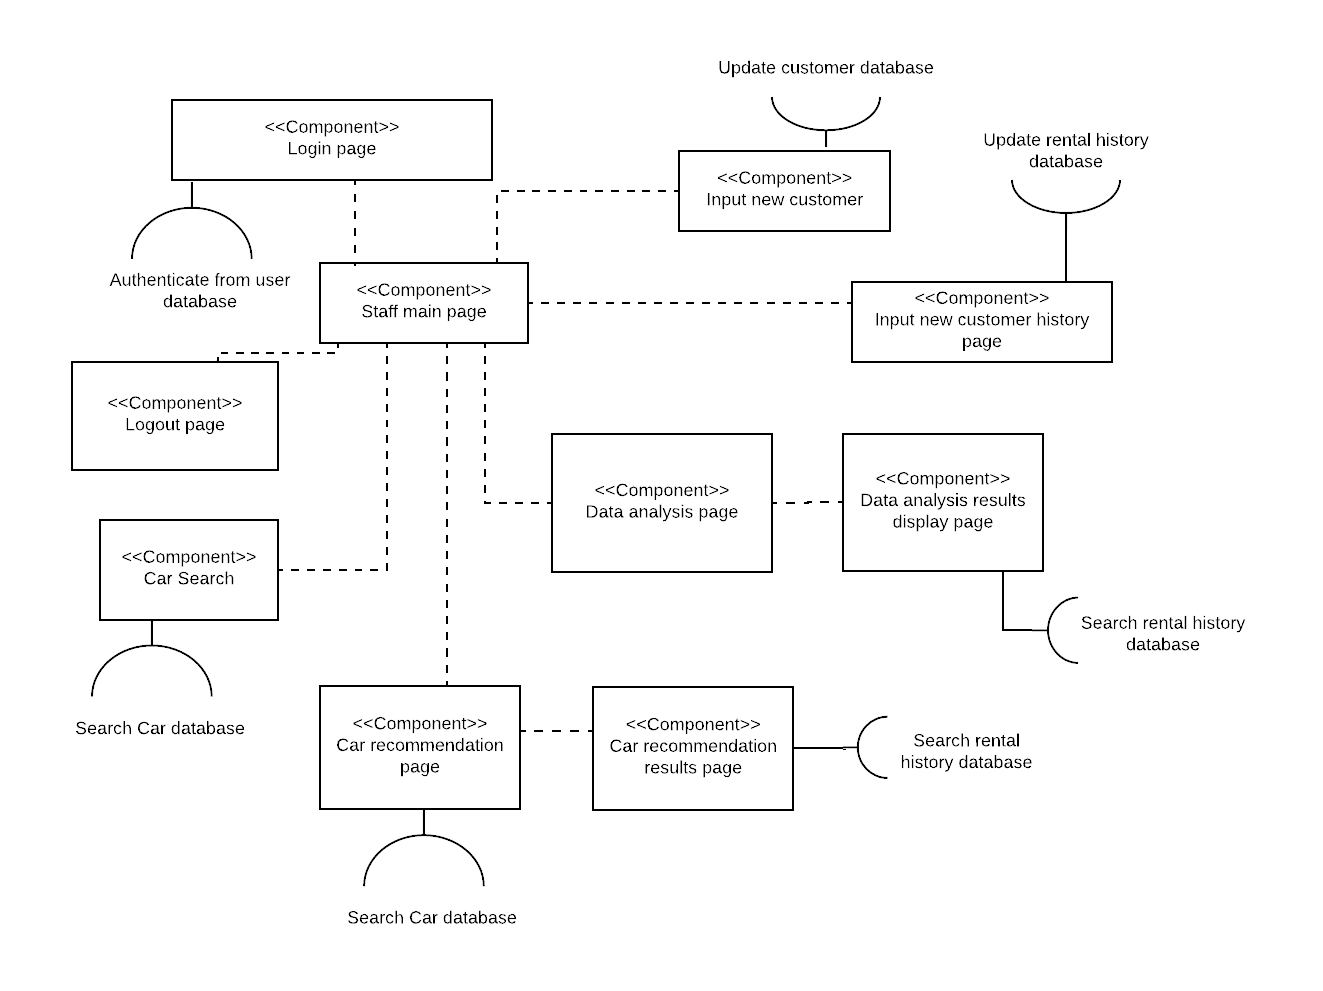 Update customer database
<<Component>>
Login page
Update rental history
database
<<Component>>
Input new customer
Authenticate from user
database
<<Component>>
Staff main page
<<Component>>
Input new customer history
page
<<Component>>
Logout page
<<Component>>
Data analysis page
<<Component>>
Data analysis results
display page
<<Component>>
Car Search
Search rental history
database
Search Car database
<<Component>>
Car recommendation
page
<<Component>>
Car recommendation
results page
Search rental
history database
Search Car database